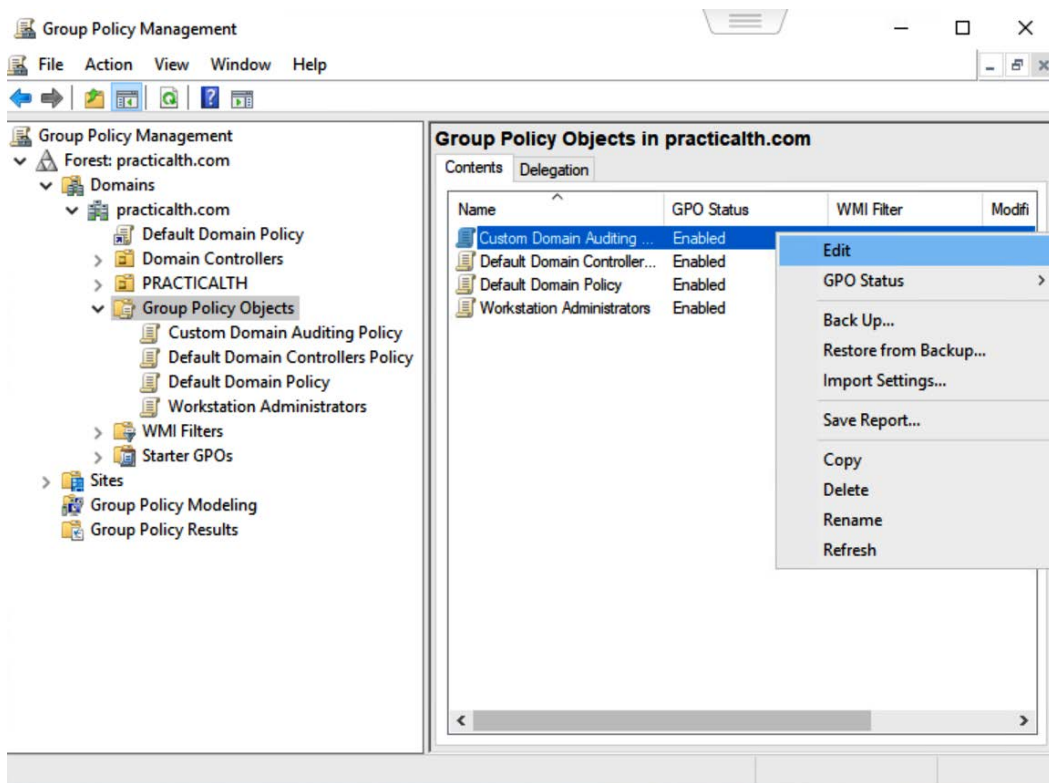 Group Policy Management
File Action View Window Help
Group Policy Management
Forest: practicalth.com
Domains
practicalth.com
Default Domain Policy
Domain Controllers
PRACTICALTH
Group Policy Objects
Custom Domain Auditing Policy
Default Domain Controllers Policy
Default Domain Policy
Workstation Administrators
WMI Filters
Starter GPOs
Sites
Group Policy Modeling
Group Policy Results
Group Policy Objects in practicalth.com
Contents Delegation
Name GPO Status WMI Filter Modifi
Custom Domain Auditing ... Enabled
Default Domain Controller... Enabled
Default Domain Policy Enabled
Workstation Administrators Enabled
Edit
GPO Status
Back Up...
Restore from Backup...
Import Settings...
Save Report...
Copy
Delete
Rename
Refresh